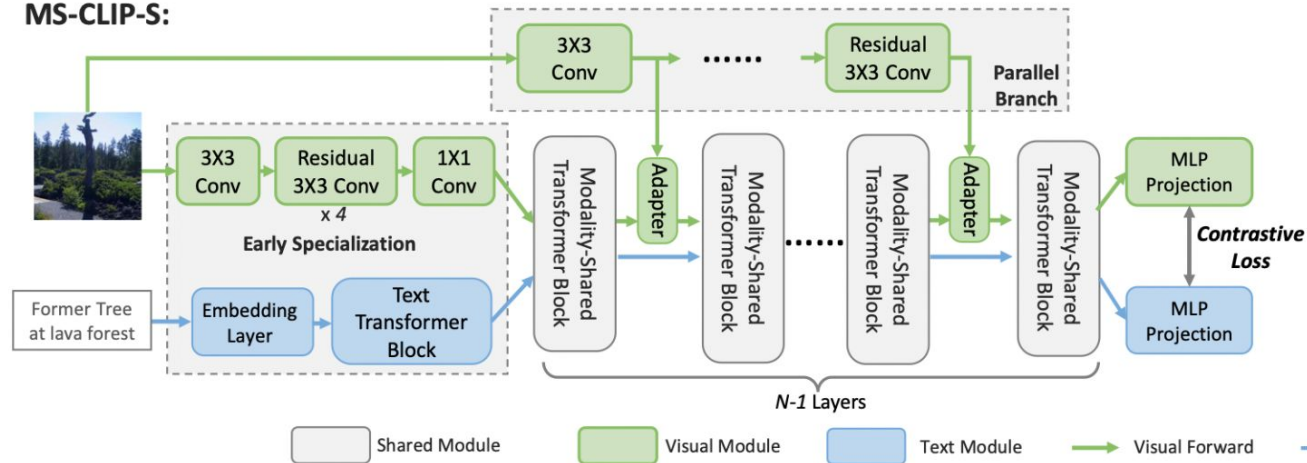 MS-CLIP-S:
3X3
Conv
......
Residual
3X3 Conv
Parallel
Branch
3X3
Conv
Residual
3X3 Conv
x 4
1X1
Conv
Early Specialization
Former Tree
at lava forest
Embedding
Layer
Text
Transformer
Block
Modality-Shared
Transformer Block
Adapter
Modality-Shared
Transformer Block
......
Modality-Shared
Transformer Block
Adapter
Modality-Shared
Transformer Block
MLP
Projection
Contrastive
Loss
MLP
Projection
N-1 Layers
Shared Module
Visual Module
Text Module
Visual Forward